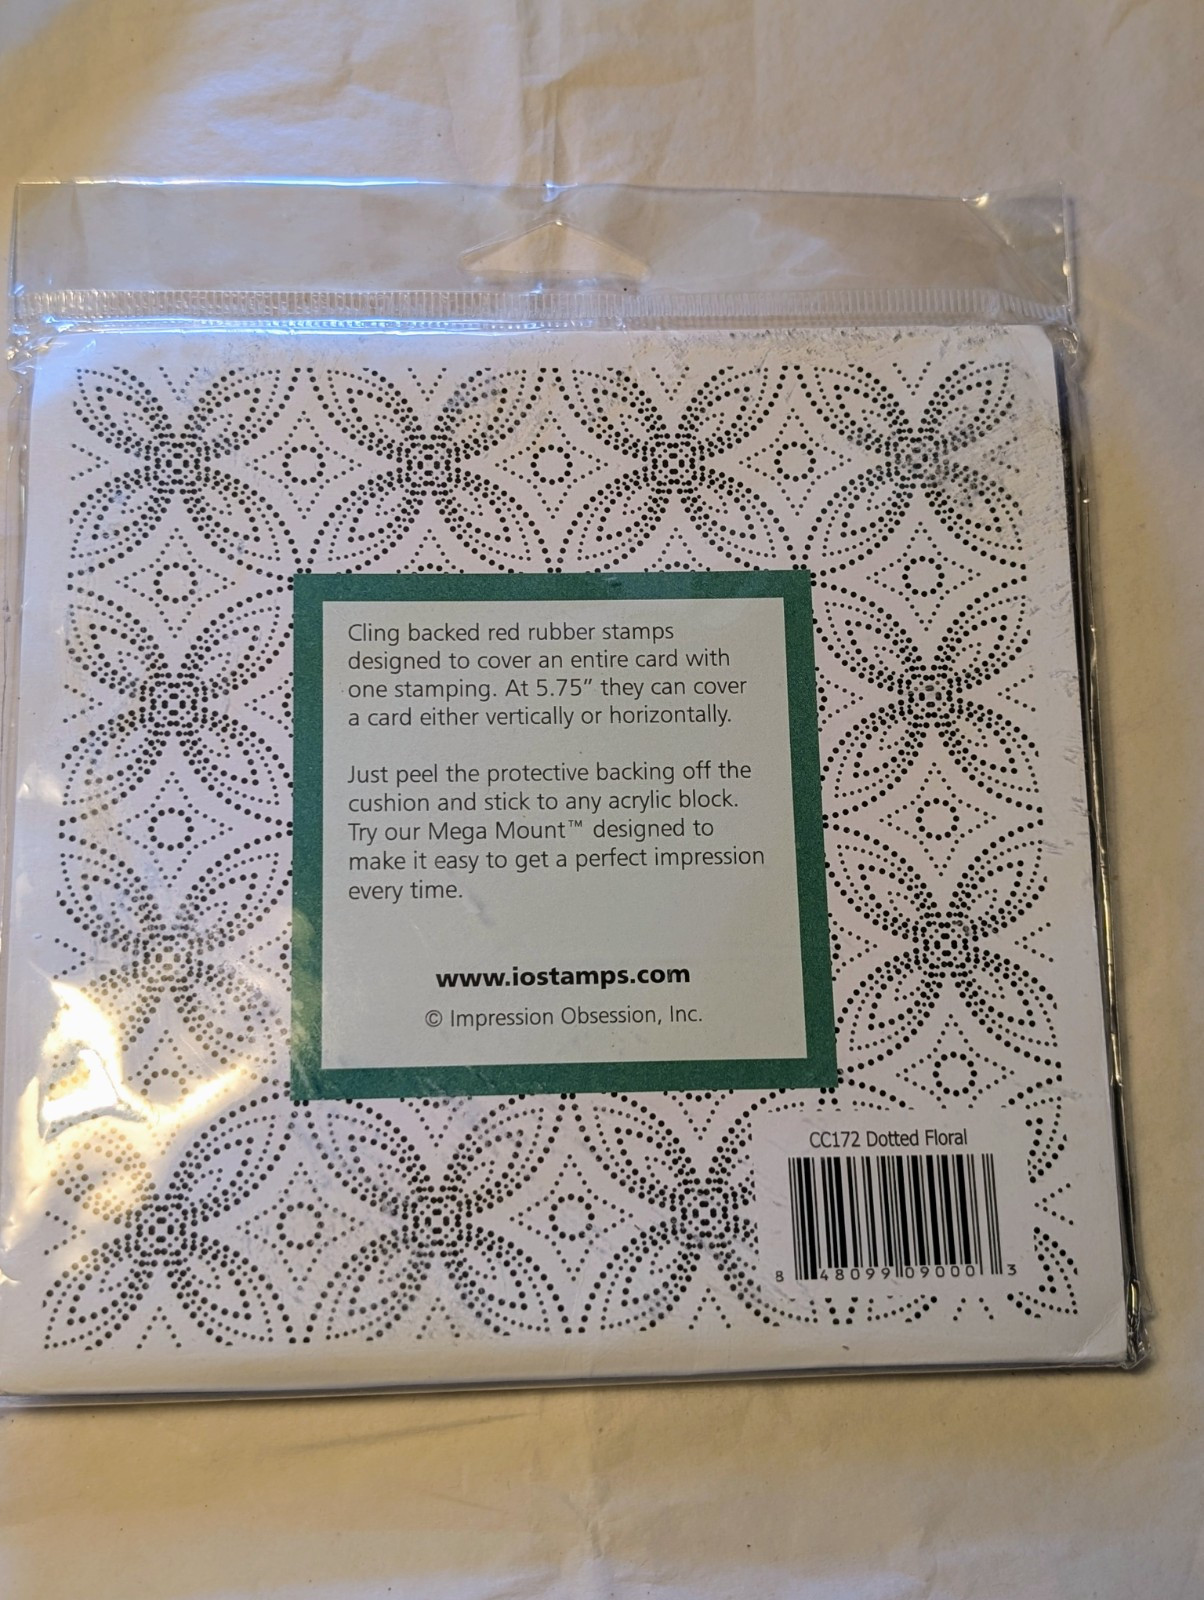 Cling backed red rubber stamps
designed to cover an entire card with
one stamping. At 5.75” they can cover
a card either vertically or horizontally.
Just peel the protective backing off the
cushion and stick to any acrylic block.
Try our Mega Mount™ designed to
make it easy to get a perfect impression
every time.
www.iostamps.com
© Impression Obsession, Inc.
CC172 Dotted Floral
8 48099 09000 3